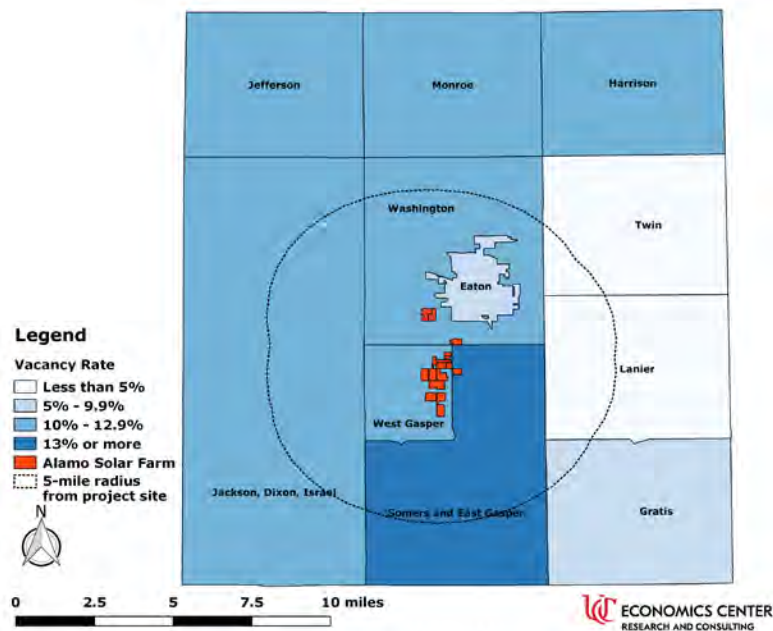 Jefferson
Monroe
Harrison
Washington
Twin
Eaton
Lanier
West Gasper
Jackson, Dixon, Israel
Somers and East Gasper
Gratis
Legend
Vacancy Rate
Less than 5%
5% - 9.9%
10% - 12.9%
13% or more
Alamo Solar Farm
5-mile radius
from project site
N
0 2.5 5 7.5 10 miles
UC ECONOMICS CENTER
RESEARCH AND CONSULTING